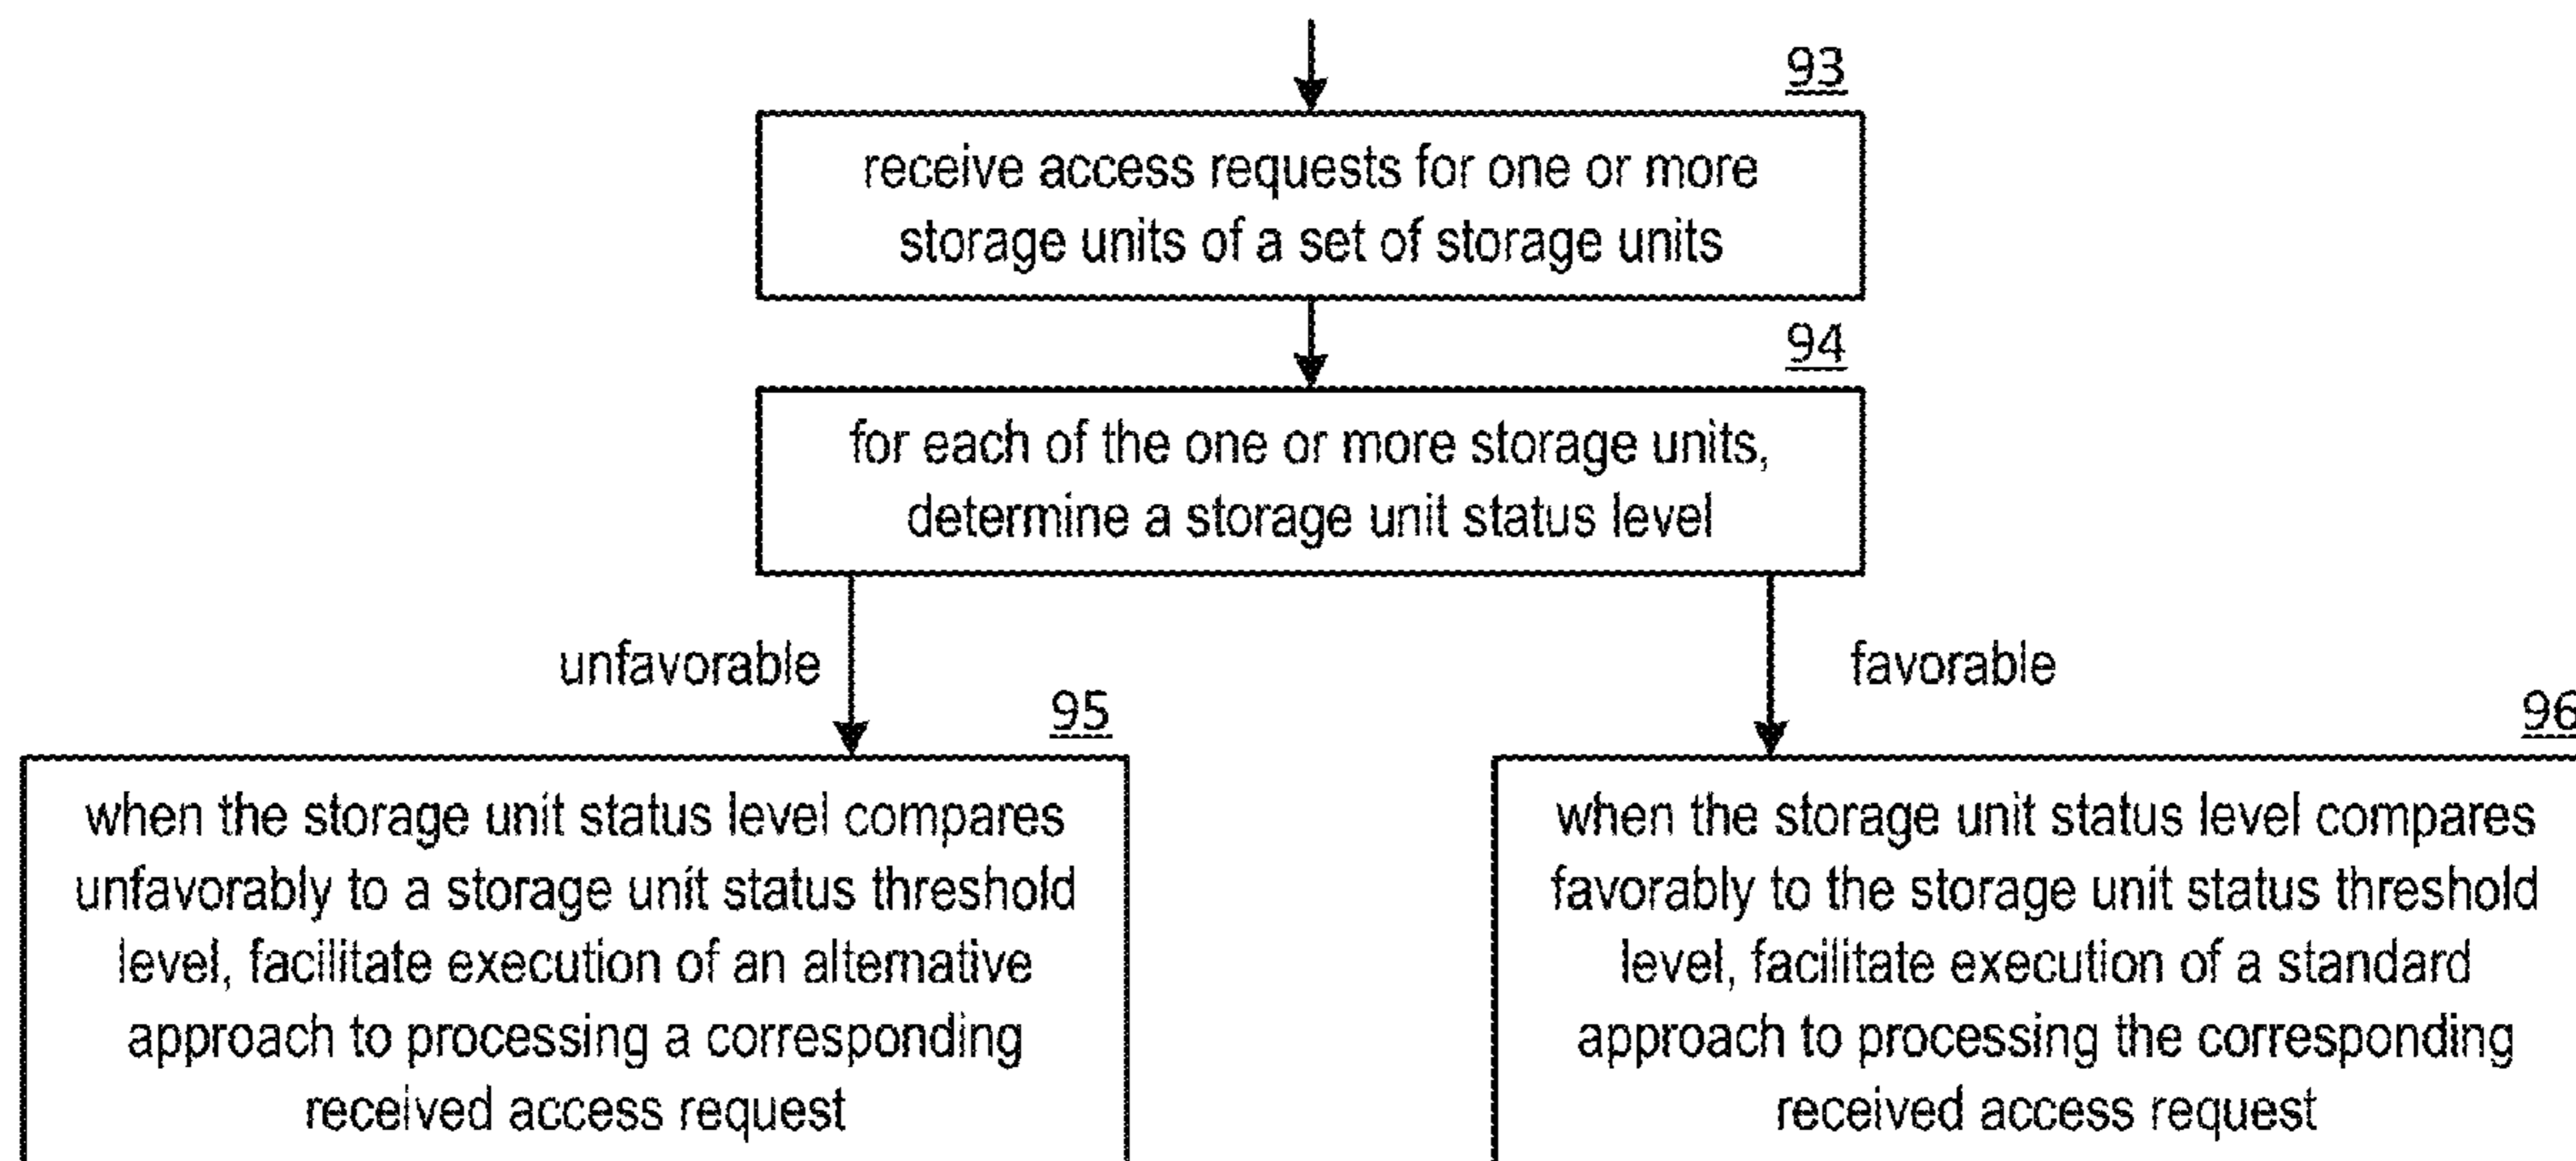 93
receive access requests for one or more
storage units of a set of storage units
94
for each of the one or more storage units,
determine a storage unit status level
unfavorable
favorable
95
when the storage unit status level compares
unfavorably to a storage unit status threshold
level, facilitate execution of an alternative
approach to processing a corresponding
received access request
96
when the storage unit status level compares
favorably to the storage unit status threshold
level, facilitate execution of a standard
approach to processing the corresponding
received access request